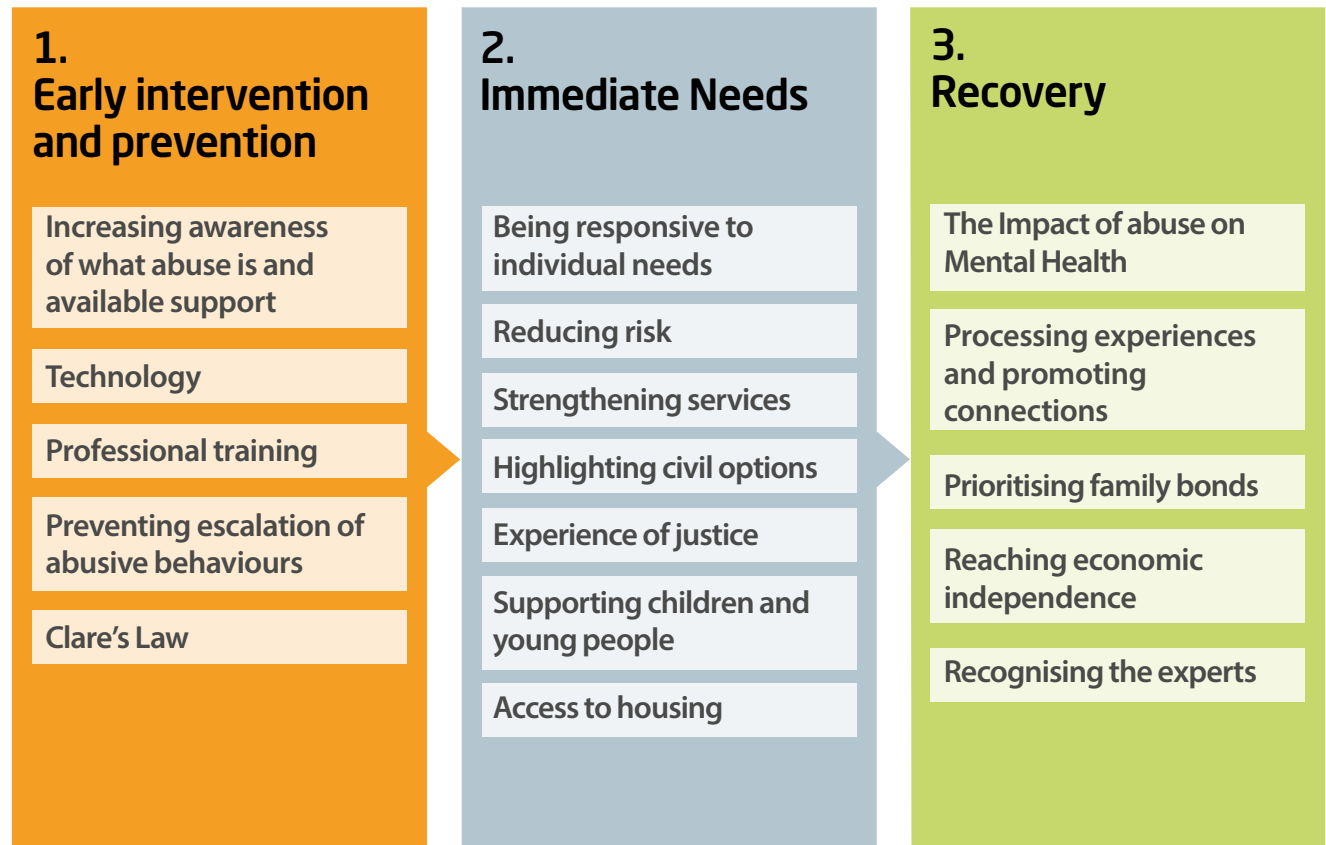 1.
Early intervention
and prevention
Increasing awareness
of what abuse is and
available support
Technology
Professional training
Preventing escalation of
abusive behaviours
Clare’s Law
2.
Immediate Needs
Being responsive to
individual needs
Reducing risk
Strengthening services
Highlighting civil options
Experience of justice
Supporting children and
young people
Access to housing
3.
Recovery
The Impact of abuse on
Mental Health
Processing experiences
and promoting
connections
Prioritising family bonds
Reaching economic
independence
Recognising the experts